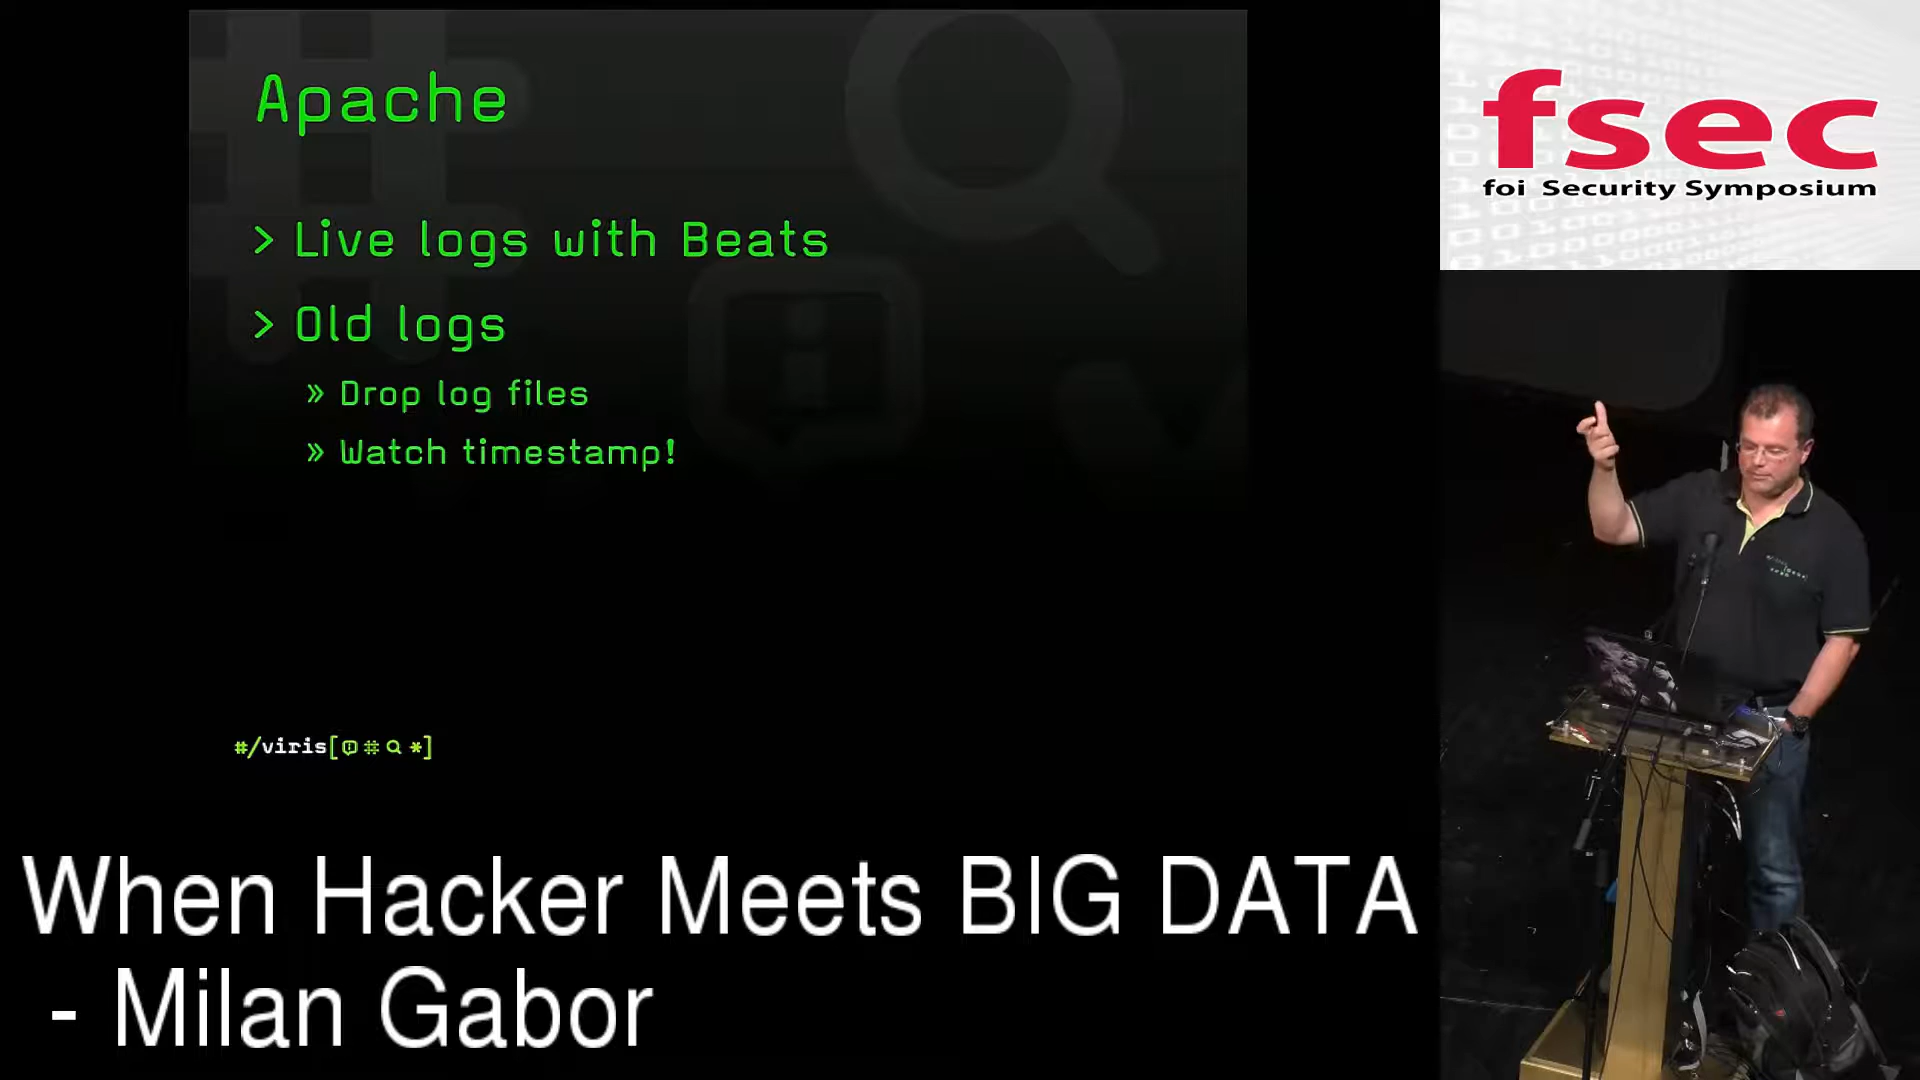 Apache
> Live logs with Beats
> Old logs
» Drop log files
» Watch timestamp!
#/viris[# *]
When Hacker Meets BIG DATA
- Milan Gabor
fsec
foi Security Symposium